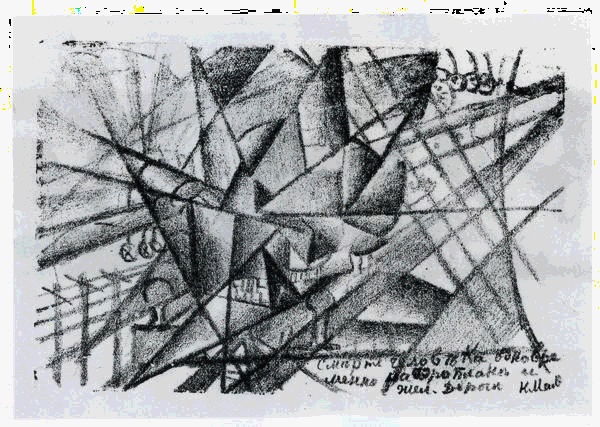 Смерть человѣка одновре
менно на аэропланѣ и
жел. дороги К. Мал